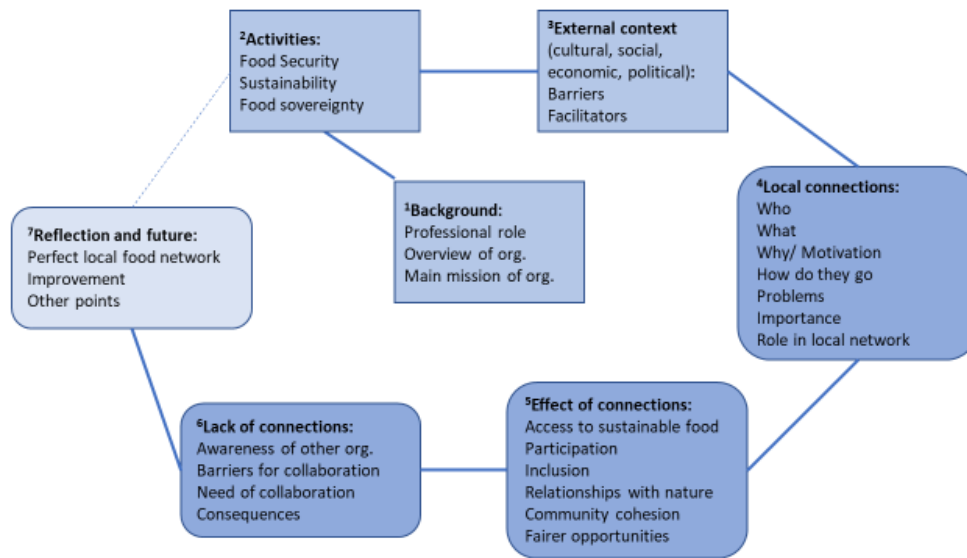 ²Activities:
Food Security
Sustainability
Food sovereignty
³External context
(cultural, social,
economic, political):
Barriers
Facilitators
¹Background:
Professional role
Overview of org.
Main mission of org.
⁴Local connections:
Who
What
Why/ Motivation
How do they go
Problems
Importance
Role in local network
⁷Reflection and future:
Perfect local food network
Improvement
Other points
⁶Lack of connections:
Awareness of other org.
Barriers for collaboration
Need of collaboration
Consequences
⁵Effect of connections:
Access to sustainable food
Participation
Inclusion
Relationships with nature
Community cohesion
Fairer opportunities